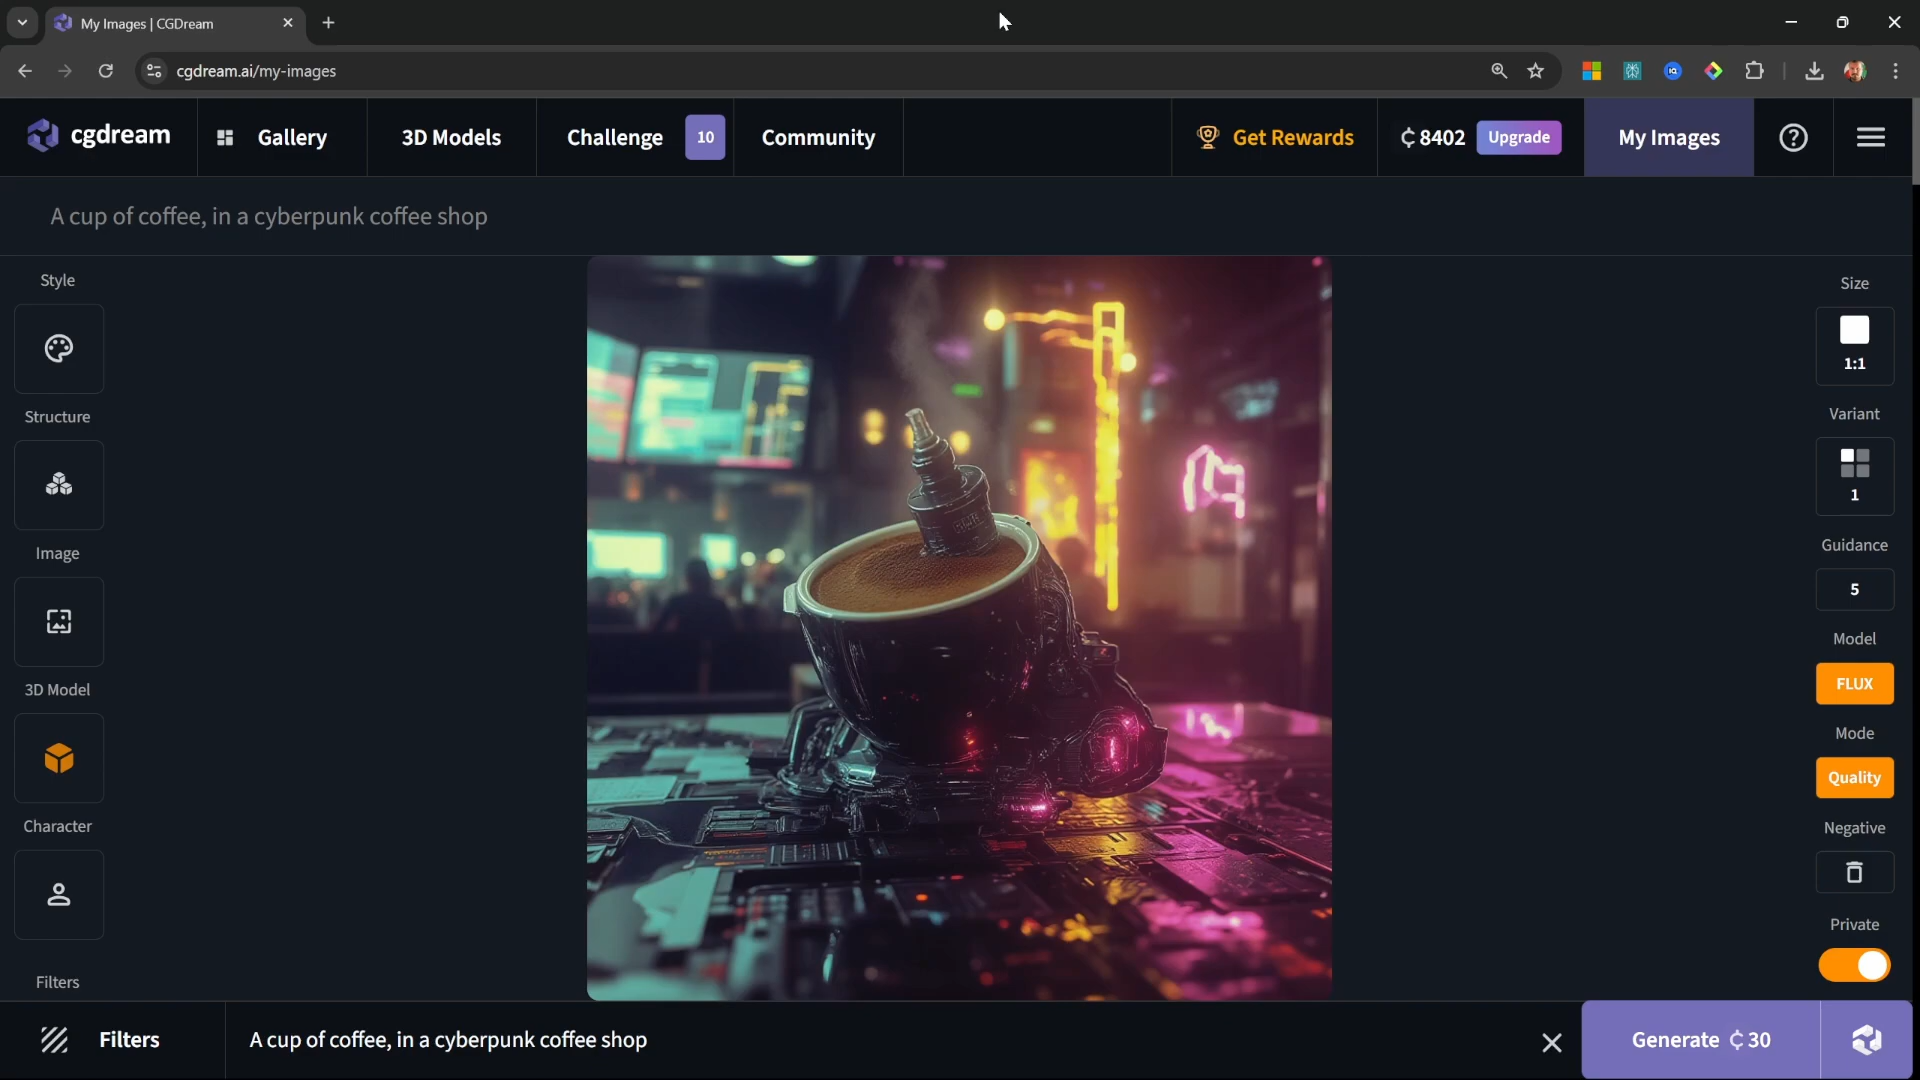 My Images | CGDream
cgdream.ai/my-images
cgdream
Gallery
3D Models
Challenge
10
Community
Get Rewards
₵ 8402
Upgrade
My Images
A cup of coffee, in a cyberpunk coffee shop
Style
Structure
Image
3D Model
Character
Filters
Size
1:1
Variant
1
Guidance
5
Model
FLUX
Mode
Quality
Negative
Private
Filters
A cup of coffee, in a cyberpunk coffee shop
Generate ₵ 30